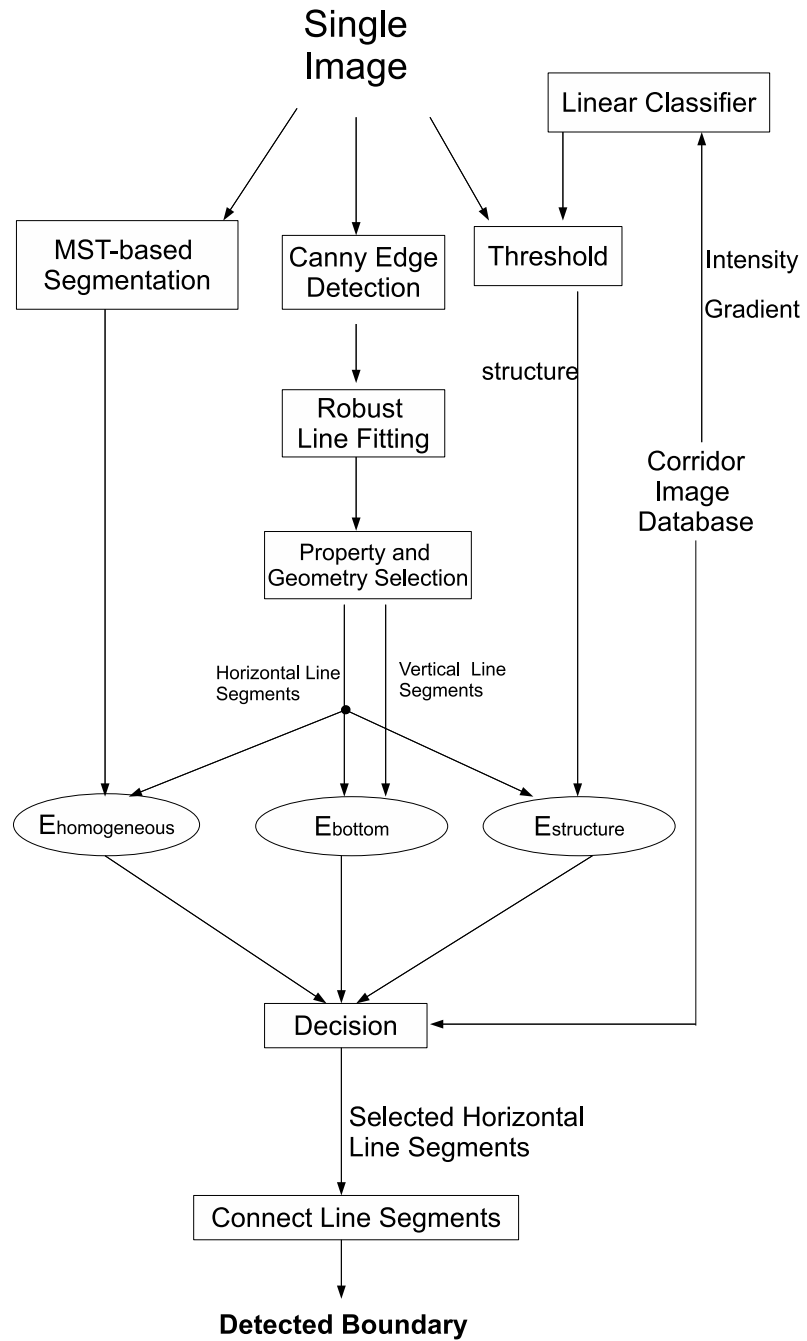 Single
Image
Linear Classifier
MST-based
Segmentation
Canny Edge
Detection
Threshold
Intensity
Gradient
structure
Robust
Line Fitting
Corridor
Image
Database
Property and
Geometry Selection
Horizontal Line
Segments
Vertical Line
Segments
Ehomogeneous
Ebottom
Estructure
Decision
Selected Horizontal
Line Segments
Connect Line Segments
Detected Boundary